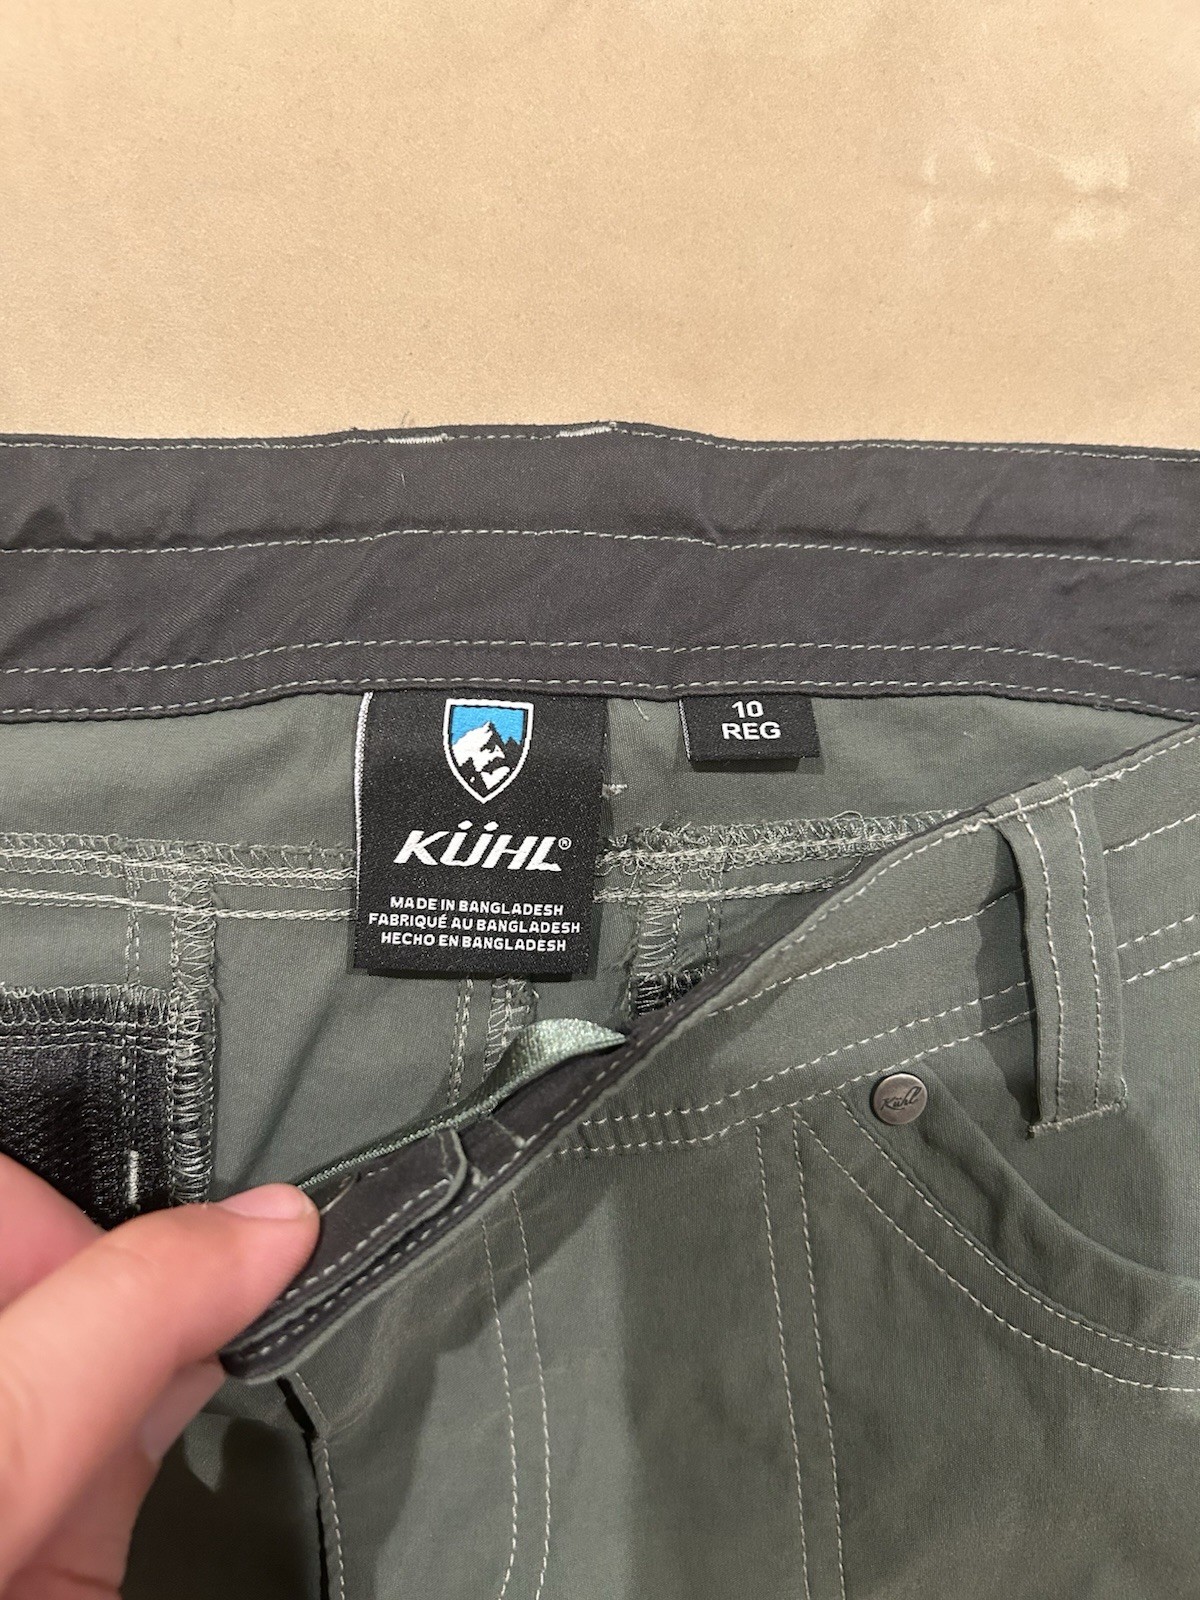 10
REG
KÜHL®
MADE IN BANGLADESH
FABRIQUÉ AU BANGLADESH
HECHO EN BANGLADESH
Kühl